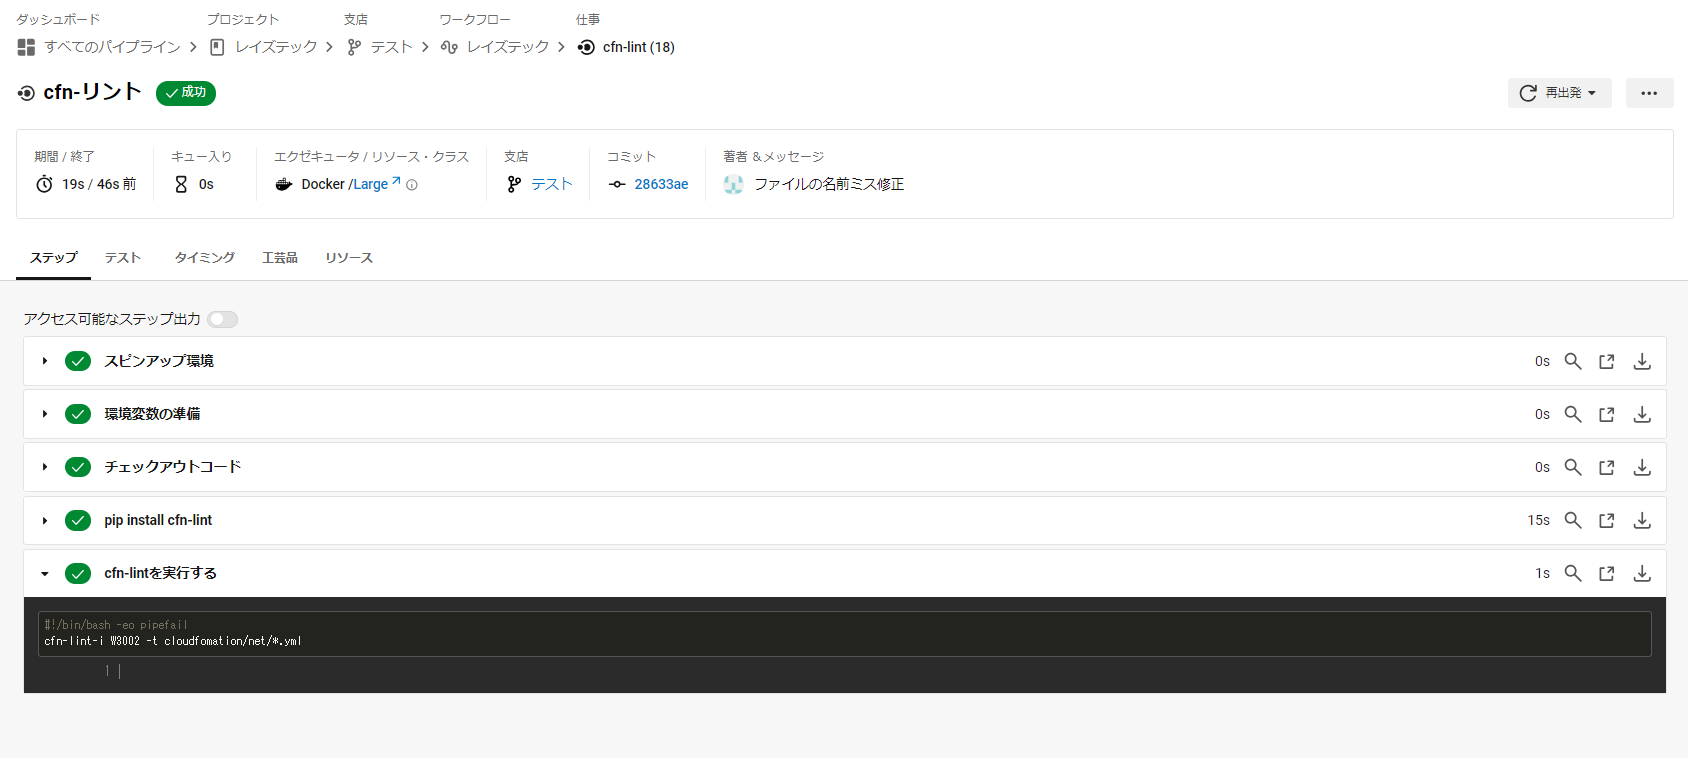 ダッシュボード プロジェクト 支店 ワークフロー 仕事
すべてのパイプライン レイズテック テスト レイズテック cfn-lint (18)
cfn-リント 成功 再出発
期間 / 終了 キュー入り エクゼキュータ / リソース・クラス 支店 コミット 著者 &メッセージ
19s / 46s 前 0s Docker /Large テスト 28633ae ファイルの名前ミス修正
ステップ テスト タイミング 工芸品 リソース
アクセス可能なステップ出力
スピンアップ環境 0s
環境変数の準備 0s
チェックアウトコード 0s
pip install cfn-lint 15s
cfn-lintを実行する 1s
#!/bin/bash -eo pipefail
cfn-lint-i W3002 -t cloudfomation/net/*.yml
1